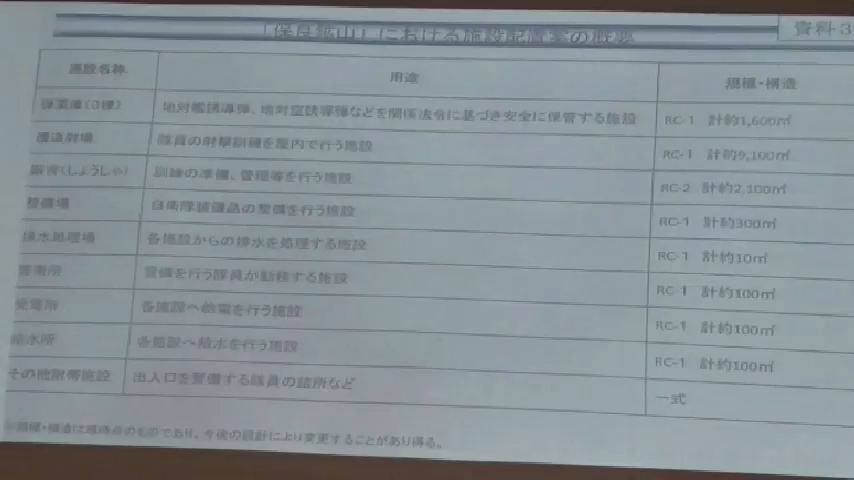 資料3
「保良鉱山」における施設配置案の概要
施設名称 用途 規模・構造
弾薬庫(3棟) 地対艦誘導弾、地対空誘導弾などを関係法令に基づき安全に保管する施設 RC-1 計約1,600㎡
覆道射場 隊員の射撃訓練を屋内で行う施設 RC-1 計約9,100㎡
廠舎(しょうしゃ) 訓練の準備、管理等を行う施設 RC-2 計約2,100㎡
整備場 自衛隊装備品の整備を行う施設 RC-1 計約300㎡
排水処理場 各施設からの排水を処理する施設 RC-1 計約10㎡
警衛所 警備を行う隊員が勤務する施設 RC-1 計約100㎡
受電所 各施設へ給電を行う施設 RC-1 計約100㎡
給水所 各施設へ給水を行う施設 RC-1 計約100㎡
その他附帯施設 出入口を警備する隊員の詰所など 一式
※規模・構造は現時点のものであり、今後の設計により変更することがあり得る。